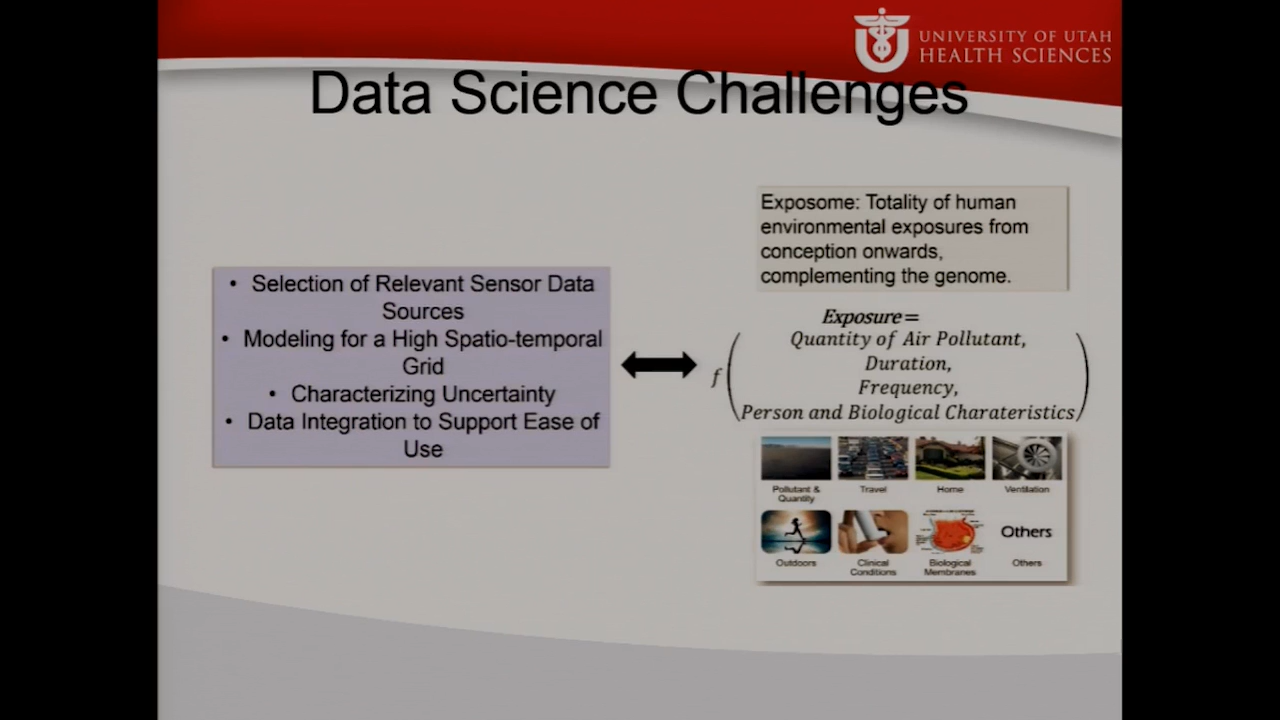 UNIVERSITY OF UTAH
HEALTH SCIENCES
Data Science Challenges
• Selection of Relevant Sensor Data
Sources
• Modeling for a High Spatio-temporal
Grid
• Characterizing Uncertainty
• Data Integration to Support Ease of
Use
Exposome: Totality of human
environmental exposures from
conception onwards,
complementing the genome.
Exposure =
f ( Quantity of Air Pollutant,
Duration,
Frequency,
Person and Biological Charateristics )
Pollutant &
Quantity
Travel
Home
Ventilation
Others
Outdoors
Clinical
Conditions
Biological
Membranes
Others